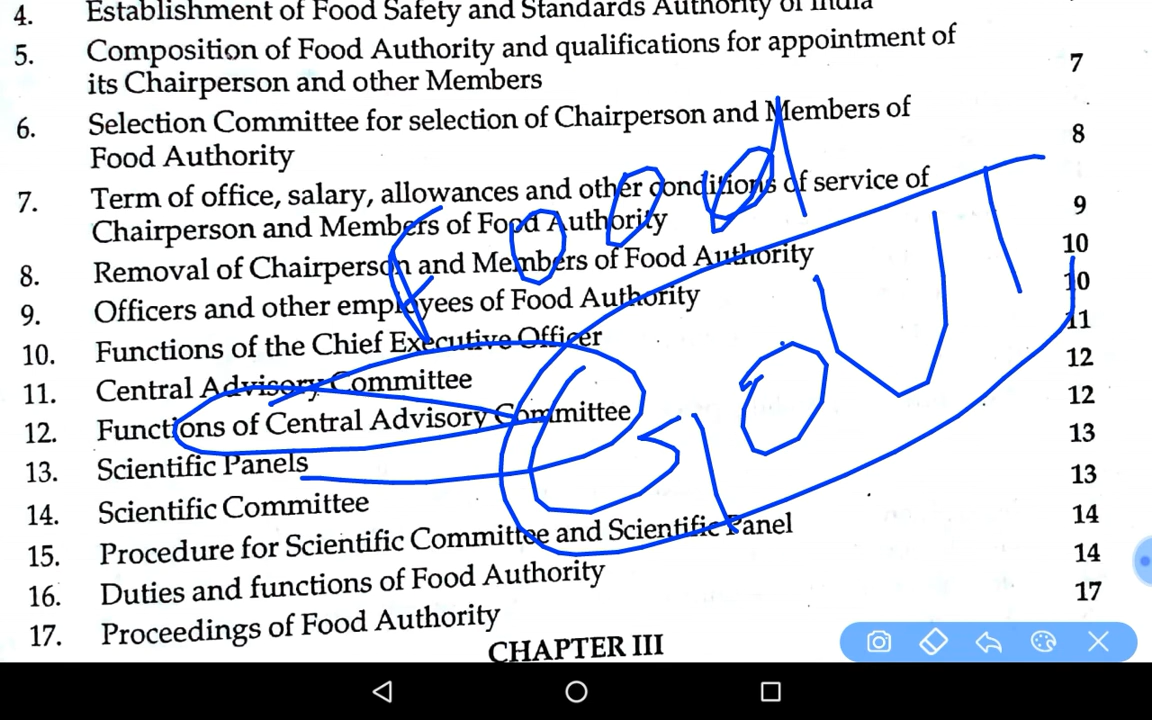 4. Establishment of Food Safety and Standards Authority of India
5. Composition of Food Authority and qualifications for appointment of
its Chairperson and other Members 7
6. Selection Committee for selection of Chairperson and Members of
Food Authority 8
7. Term of office, salary, allowances and other conditions of service of
Chairperson and Members of Food Authority 9
8. Removal of Chairperson and Members of Food Authority 10
9. Officers and other employees of Food Authority 10
10. Functions of the Chief Executive Officer 11
11. Central Advisory Committee 12
12. Functions of Central Advisory Committee 12
13. Scientific Panels 13
14. Scientific Committee 13
15. Procedure for Scientific Committee and Scientific Panel 14
16. Duties and functions of Food Authority 14
17. Proceedings of Food Authority 17
CHAPTER III
Food
GOVT